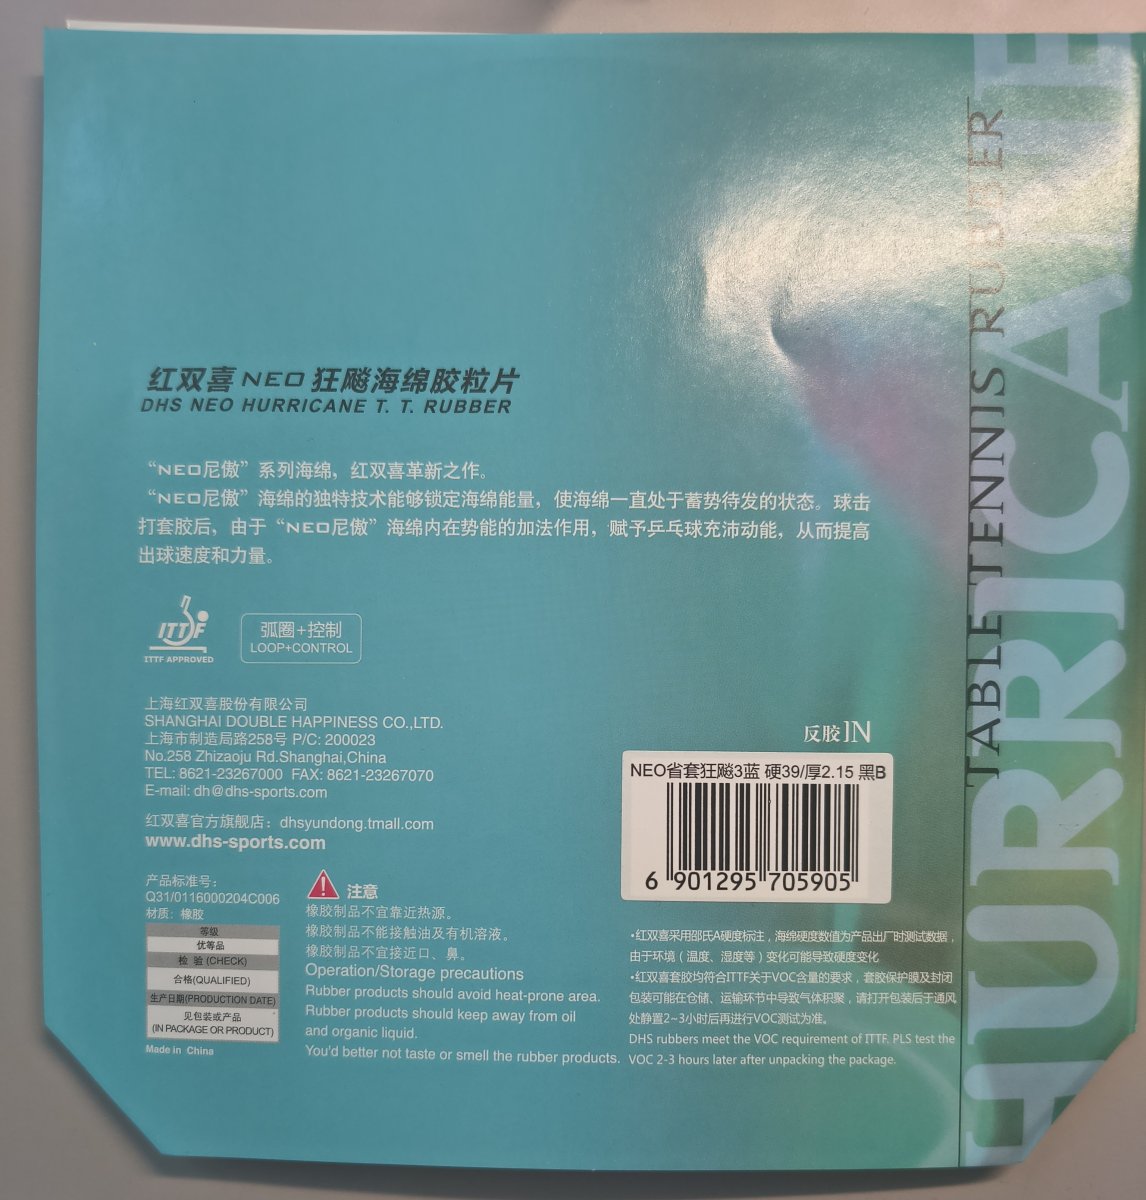 红双喜NEO狂飚海绵胶粒片
DHS NEO HURRICANE T. T. RUBBER
“NEO尼傲”系列海绵，红双喜革新之作。
“NEO尼傲”海绵的独特技术能够锁定海绵能量，使海绵一直处于蓄势待发的状态。球击
打套胶后，由于“NEO尼傲”海绵内在势能的加法作用，赋予乒乓球充沛动能，从而提高
出球速度和力量。
ITTF
ITTF APPROVED
弧圈+控制
LOOP+CONTROL
上海红双喜股份有限公司
SHANGHAI DOUBLE HAPPINESS CO.,LTD.
上海市制造局路258号 P/C: 200023
No.258 Zhizaoju Rd.Shanghai,China
TEL: 8621-23267000 FAX: 8621-23267070
E-mail: dh@dhs-sports.com
红双喜官方旗舰店：dhsyundong.tmall.com
www.dhs-sports.com
产品标准号：
Q31/0116000204C006
材质：橡胶
等级
优等品
检 验 (CHECK)
合格(QUALIFIED)
生产日期(PRODUCTION DATE)
见包装或产品
(IN PACKAGE OR PRODUCT)
Made in China
注意
橡胶制品不宜靠近热源。
橡胶制品不能接触油及有机溶液。
橡胶制品不宜接近口、鼻。
Operation/Storage precautions
Rubber products should avoid heat-prone area.
Rubber products should keep away from oil
and organic liquid.
You'd better not taste or smell the rubber products.
反胶IN
NEO省套狂飚3蓝 硬39/厚2.15 黑B
6 901295 705905
•红双喜采用邵氏A硬度标注，海绵硬度数值为产品出厂时测试数据，
由于环境（温度、湿度等）变化可能导致硬度变化
•红双喜套胶均符合ITTF关于VOC含量的要求，套胶保护膜及封闭
包装可能在仓储、运输环节中导致气体积聚，请打开包装后于通风
处静置2~3小时后再进行VOC测试为准。
DHS rubbers meet the VOC requirement of ITTF. PLS test the
VOC 2-3 hours later after unpacking the package.
TABLE TENNIS RUBBER
HURRICANE